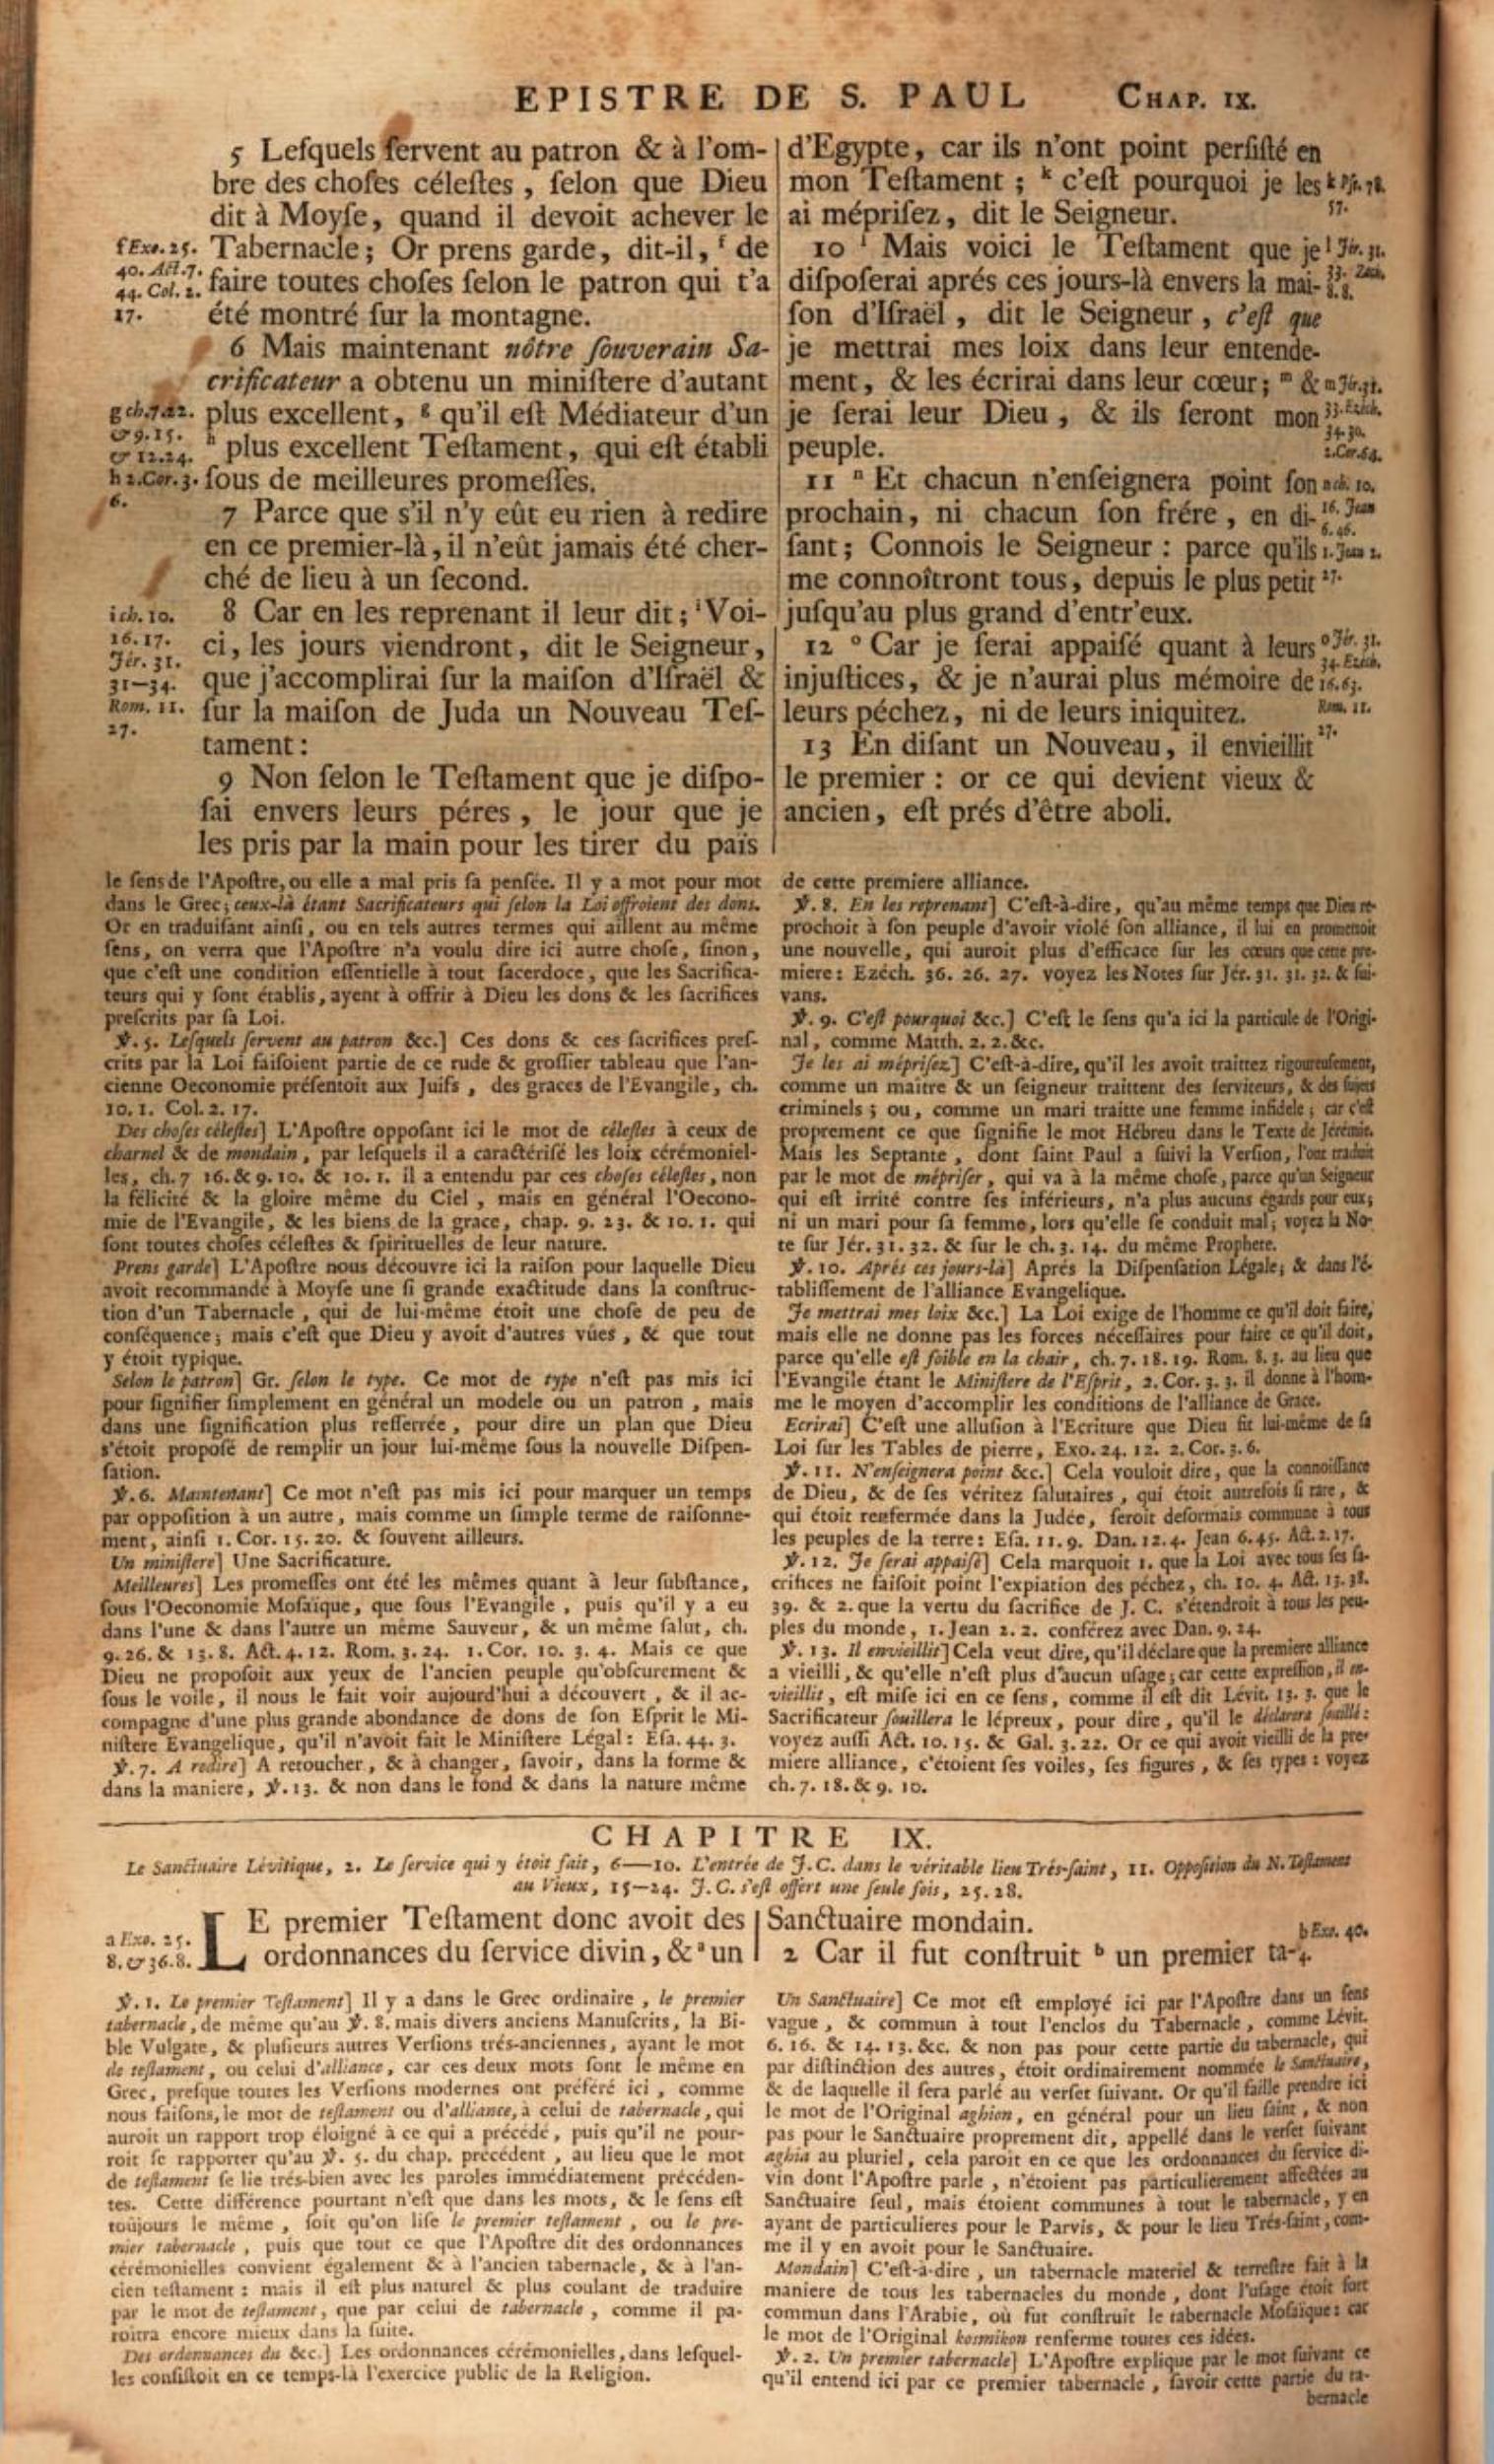 EPISTRE DE S. PAUL CHAP. IX.
5 Lesquels servent au patron & à l'om-
bre des choses célestes, selon que Dieu
dit à Moyse, quand il devoit achever le
Tabernacle; Or prens garde, dit-il, f de
faire toutes choses selon le patron qui t'a
été montré sur la montagne.
6 Mais maintenant nôtre souverain Sa-
crificateur a obtenu un ministere d'autant
plus excellent, g qu'il est Médiateur d'un
h plus excellent Testament, qui est établi
sous de meilleures promesses.
7 Parce que s'il n'y eût eu rien à redire
en ce premier-là, il n'eût jamais été cher-
ché de lieu à un second.
8 Car en les reprenant il leur dit; i Voi-
ci, les jours viendront, dit le Seigneur,
que j'accomplirai sur la maison d'Israël &
sur la maison de Juda un Nouveau Tes-
tament:
9 Non selon le Testament que je dispo-
sai envers leurs péres, le jour que je
les pris par la main pour les tirer du païs
f Exo. 25.
40. Act. 7.
44. Col. 2.
17.
g ch. 7. 22.
& 9. 15.
& 12. 24.
h 2. Cor. 3.
6.
i ch. 10.
16. 17.
Jér. 31.
31-34.
Rom. 11.
27.
d'Egypte, car ils n'ont point persisté en
mon Testament; k c'est pourquoi je les
ai méprisez, dit le Seigneur.
10 l Mais voici le Testament que je
disposerai aprés ces jours-là envers la mai-
son d'Israël, dit le Seigneur, c'est que
je mettrai mes loix dans leur entende-
ment, & les écrirai dans leur cœur; m &
je serai leur Dieu, & ils seront mon
peuple.
11 n Et chacun n'enseignera point son
prochain, ni chacun son frére, en di-
sant; Connois le Seigneur: parce qu'ils
me connoîtront tous, depuis le plus petit
jusqu'au plus grand d'entr'eux.
12 o Car je serai appaisé quant à leurs
injustices, & je n'aurai plus mémoire de
leurs péchez, ni de leurs iniquitez.
13 En disant un Nouveau, il envieillit
le premier: or ce qui devient vieux &
ancien, est prés d'être aboli.
k Ps. 78.
57.
l Jér. 31.
33. Zach.
8. 8.
m Jér. 31.
33. Ezéch.
34. 30.
n ch. 10.
16. Jean
6. 46.
1. Jean 2.
27.
o Jér. 31.
34. Ezéch.
16. 63.
Rom. 11.
27.
le sens de l'Apostre, ou elle a mal pris sa pensée. Il y a mot pour mot
dans le Grec; ceux-là étant Sacrificateurs qui selon la Loi offroient des dons.
Or en traduisant ainsi, ou en tels autres termes qui aillent au même
sens, on verra que l'Apostre n'a voulu dire ici autre chose, sinon,
que c'est une condition essentielle à tout sacerdoce, que les Sacrifica-
teurs qui y sont établis, ayent à offrir à Dieu les dons & les sacrifices
prescrits par sa Loi.
℣. 5. Lesquels servent au patron &c.] Ces dons & ces sacrifices pres-
crits par la Loi faisoient partie de ce rude & grossier tableau que l'an-
cienne Oeconomie présentoit aux Juifs, des graces de l'Evangile, ch.
10. 1. Col. 2. 17.
Des choses célestes] L'Apostre opposant ici le mot de célestes à ceux de
charnel & de mondain, par lesquels il a caractérisé les loix cérémoniel-
les, ch. 7 16. & 9. 10. & 10. 1. il a entendu par ces choses célestes, non
la félicité & la gloire même du Ciel, mais en général l'Oecono-
mie de l'Evangile, & les biens de la grace, chap. 9. 23. & 10. 1. qui
sont toutes choses célestes & spirituelles de leur nature.
Prens garde] L'Apostre nous découvre ici la raison pour laquelle Dieu
avoit recommandé à Moyse une si grande exactitude dans la construc-
tion d'un Tabernacle, qui de lui-même étoit une chose de peu de
conséquence; mais c'est que Dieu y avoit d'autres vûes, & que tout
y étoit typique.
Selon le patron] Gr. selon le type. Ce mot de type n'est pas mis ici
pour signifier simplement en général un modele ou un patron, mais
dans une signification plus resserrée, pour dire un plan que Dieu
s'étoit proposé de remplir un jour lui-même sous la nouvelle Dispen-
sation.
℣. 6. Maintenant] Ce mot n'est pas mis ici pour marquer un temps
par opposition à un autre, mais comme un simple terme de raisonne-
ment, ainsi 1. Cor. 15. 20. & souvent ailleurs.
Un ministere] Une Sacrificature.
Meilleures] Les promesses ont été les mêmes quant à leur substance,
sous l'Oeconomie Mosaïque, que sous l'Evangile, puis qu'il y a eu
dans l'une & dans l'autre un même Sauveur, & un même salut, ch.
9. 26. & 13. 8. Act. 4. 12. Rom. 3. 24. 1. Cor. 10. 3. 4. Mais ce que
Dieu ne proposoit aux yeux de l'ancien peuple qu'obscurement &
sous le voile, il nous le fait voir aujourd'hui à découvert, & il ac-
compagne d'une plus grande abondance de dons de son Esprit le Mi-
nistere Evangelique, qu'il n'avoit fait le Ministere Légal: Esa. 44. 3.
℣. 7. A redire] A retoucher, & à changer, savoir, dans la forme &
dans la maniere, ℣. 13. & non dans le fond & dans la nature même
de cette premiere alliance.
℣. 8. En les reprenant] C'est-à-dire, qu'au même temps que Dieu re-
prochoit à son peuple d'avoir violé son alliance, il lui en promettoit
une nouvelle, qui auroit plus d'efficace sur les cœurs que cette pre-
miere: Ezéch. 36. 26. 27. voyez les Notes sur Jér. 31. 31. 32. & sui-
vans.
℣. 9. C'est pourquoi &c.] C'est le sens qu'a ici la particule de l'Origi-
nal, comme Matth. 2. 2. &c.
Je les ai méprisez] C'est-à-dire, qu'il les avoit traittez rigoureusement,
comme un maître & un seigneur traittent des serviteurs, & des sujets
criminels; ou, comme un mari traitte une femme infidele; car c'est
proprement ce que signifie le mot Hébreu dans le Texte de Jérémie.
Mais les Septante, dont saint Paul a suivi la Version, l'ont traduit
par le mot de mépriser, qui va à la même chose, parce qu'un Seigneur
qui est irrité contre ses inférieurs, n'a plus aucuns égards pour eux;
ni un mari pour sa femme, lors qu'elle se conduit mal; voyez la No-
te sur Jér. 31. 32. & sur le ch. 3. 14. du même Prophete.
℣. 10. Aprés ces jours-là] Aprés la Dispensation Légale; & dans l'é-
tablissement de l'alliance Evangelique.
Je mettrai mes loix &c.] La Loi exige de l'homme ce qu'il doit faire,
mais elle ne donne pas les forces nécessaires pour faire ce qu'il doit,
parce qu'elle est foible en la chair, ch. 7. 18. 19. Rom. 8. 3. au lieu que
l'Evangile étant le Ministere de l'Esprit, 2. Cor. 3. 3. il donne à l'hom-
me le moyen d'accomplir les conditions de l'alliance de Grace.
Ecrirai] C'est une allusion à l'Ecriture que Dieu fit lui-même de sa
Loi sur les Tables de pierre, Exo. 24. 12. 2. Cor. 3. 6.
℣. 11. N'enseignera point &c.] Cela vouloit dire, que la connoissance
de Dieu, & de ses véritez salutaires, qui étoit autrefois si rare, &
qui étoit renfermée dans la Judée, seroit desormais commune à tous
les peuples de la terre: Esa. 11. 9. Dan. 12. 4. Jean 6. 45. Act. 2. 17.
℣. 12. Je serai appaisé] Cela marquoit 1. que la Loi avec tous ses sa-
crifices ne faisoit point l'expiation des péchez, ch. 10. 4. Act. 13. 38.
39. & 2. que la vertu du sacrifice de J. C. s'étendroit à tous les peu-
ples du monde, 1. Jean 2. 2. conférez avec Dan. 9. 24.
℣. 13. Il envieillit] Cela veut dire, qu'il déclare que la premiere alliance
a vieilli, & qu'elle n'est plus d'aucun usage; car cette expression, il en-
vieillit, est mise ici en ce sens, comme il est dit Lévit. 13. 3. que le
Sacrificateur souillera le lépreux, pour dire, qu'il le déclarera souillé:
voyez aussi Act. 10. 15. & Gal. 3. 22. Or ce qui avoit vieilli de la pre-
miere alliance, c'étoient ses voiles, ses figures, & ses types: voyez
ch. 7. 18. & 9. 10.
CHAPITRE IX.
Le Sanctuaire Lévitique, 2. Le service qui y étoit fait, 6—10. L'entrée de J. C. dans le véritable lieu Trés-saint, 11. Opposition du N. Testament
au Vieux, 15—24. J. C. s'est offert une seule fois, 25. 28.
LE premier Testament donc avoit des
ordonnances du service divin, & a un
a Exo. 25.
8. & 36. 8.
Sanctuaire mondain.
2 Car il fut construit b un premier ta-
b Exo. 40.
4.
℣. 1. Le premier Testament] Il y a dans le Grec ordinaire, le premier
tabernacle, de même qu'au ℣. 8. mais divers anciens Manuscrits, la Bi-
ble Vulgate, & plusieurs autres Versions trés-anciennes, ayant le mot
de testament, ou celui d'alliance, car ces deux mots sont le même en
Grec, presque toutes les Versions modernes ont préféré ici, comme
nous faisons, le mot de testament ou d'alliance, à celui de tabernacle, qui
auroit un rapport trop éloigné à ce qui a précédé, puis qu'il ne pour-
roit se rapporter qu'au ℣. 5. du chap. précédent, au lieu que le mot
de testament se lie trés-bien avec les paroles immédiatement précéden-
tes. Cette différence pourtant n'est que dans les mots, & le sens est
toûjours le même, soit qu'on lise le premier testament, ou le pre-
mier tabernacle, puis que tout ce que l'Apostre dit des ordonnances
cérémonielles convient également & à l'ancien tabernacle, & à l'an-
cien testament: mais il est plus naturel & plus coulant de traduire
par le mot de testament, que par celui de tabernacle, comme il pa-
roitra encore mieux dans la suite.
Des ordonnances du &c.] Les ordonnances cérémonielles, dans lesquel-
les consistoit en ce temps-là l'exercice public de la Religion.
Un Sanctuaire] Ce mot est employé ici par l'Apostre dans un sens
vague, & commun à tout l'enclos du Tabernacle, comme Lévit.
6. 16. & 14. 13. &c. & non pas pour cette partie du tabernacle, qui
par distinction des autres, étoit ordinairement nommée le Sanctuaire,
& de laquelle il sera parlé au verset suivant. Or qu'il faille prendre ici
le mot de l'Original aghion, en général pour un lieu saint, & non
pas pour le Sanctuaire proprement dit, appellé dans le verset suivant
aghia au pluriel, cela paroit en ce que les ordonnances du service di-
vin dont l'Apostre parle, n'étoient pas particulierement affectées au
Sanctuaire seul, mais étoient communes à tout le tabernacle, y en
ayant de particulieres pour le Parvis, & pour le lieu Trés-saint, com-
me il y en avoit pour le Sanctuaire.
Mondain] C'est-à-dire, un tabernacle materiel & terrestre fait à la
maniere de tous les tabernacles du monde, dont l'usage étoit fort
commun dans l'Arabie, où fut construit le tabernacle Mosaïque: car
le mot de l'Original kosmikon renferme toutes ces idées.
℣. 2. Un premier tabernacle] L'Apostre explique par le mot suivant ce
qu'il entend ici par ce premier tabernacle, savoir cette partie du ta-
bernacle